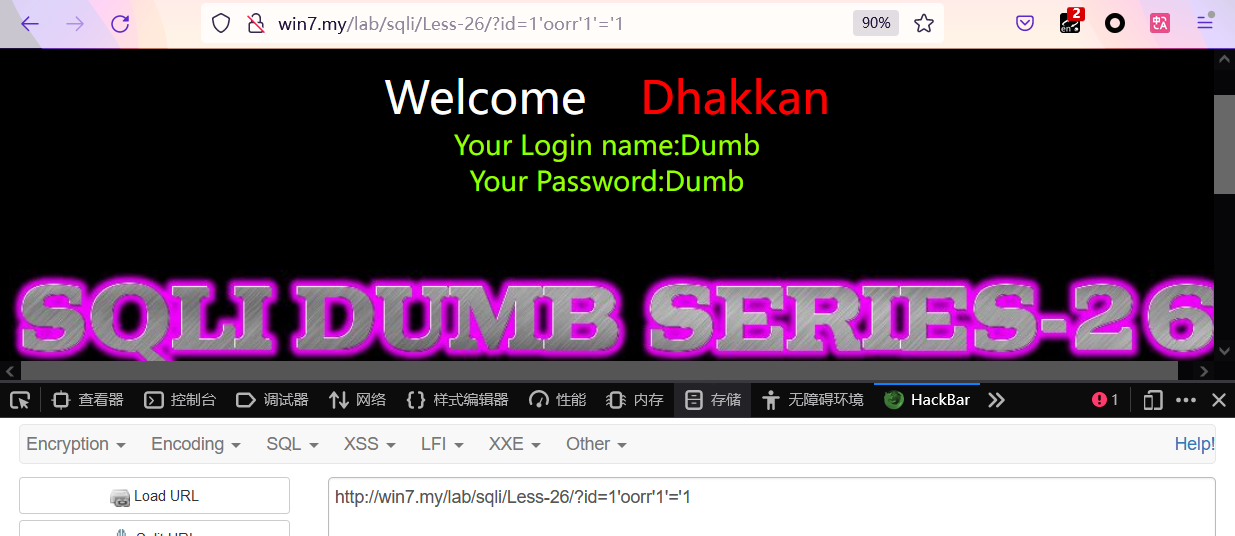 win7.my/lab/sqli/Less-26/?id=1'oorr'1'='1 90% 2 en
Welcome Dhakkan
Your Login name:Dumb
Your Password:Dumb
SQLI DUMB SERIES-26
查看器 控制台 调试器 网络 样式编辑器 性能 内存 存储 无障碍环境 HackBar 1
Encryption Encoding SQL XSS LFI XXE Other Help!
Load URL http://win7.my/lab/sqli/Less-26/?id=1'oorr'1'='1
Split URL